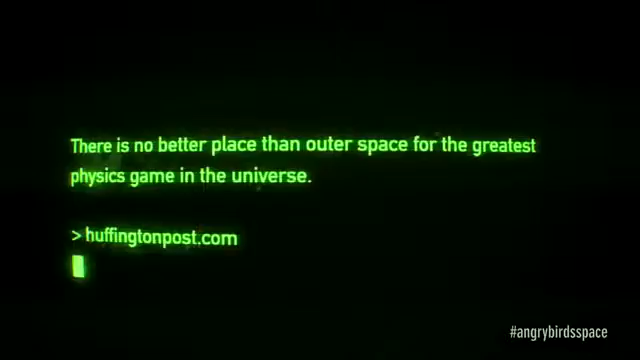 There is no better place than outer space for the greatest
physics game in the universe.
> huffingtonpost.com
#angrybirdsspace